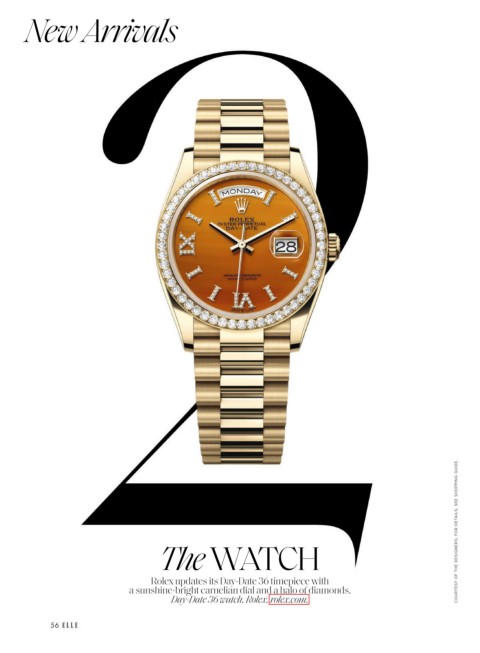 New Arrivals
2
MONDAY
ROLEX
OYSTER PERPETUAL
DAY-DATE
28
The WATCH
Rolex updates its Day-Date 36 timepiece with
a sunshine-bright carnelian dial and a halo of diamonds.
Day-Date 36 watch, Rolex, rolex.com.
56 ELLE
COURTESY OF THE DESIGNERS; FOR DETAILS, SEE SHOPPING GUIDE.